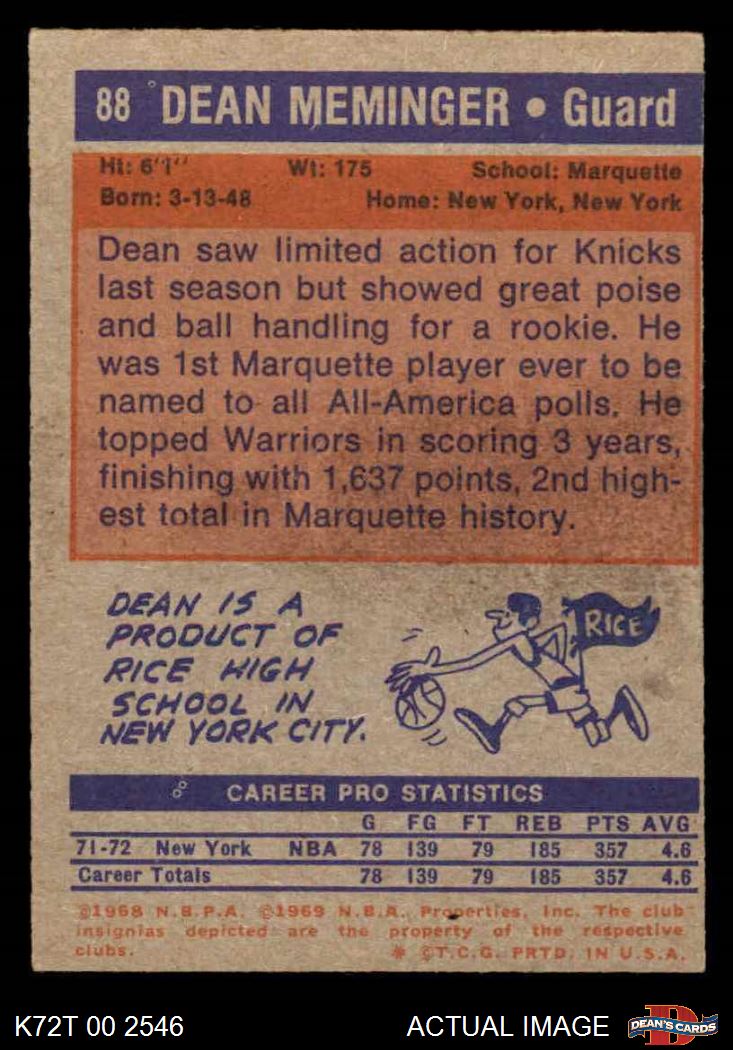 88 DEAN MEMINGER • Guard
Ht: 6'1" Wt: 175 School: Marquette
Born: 3-13-48 Home: New York, New York
Dean saw limited action for Knicks
last season but showed great poise
and ball handling for a rookie. He
was 1st Marquette player ever to be
named to all All-America polls. He
topped Warriors in scoring 3 years,
finishing with 1,637 points, 2nd high-
est total in Marquette history.
DEAN IS A
PRODUCT OF
RICE HIGH
SCHOOL IN
NEW YORK CITY.
RICE
CAREER PRO STATISTICS
G FG FT REB PTS AVG
71-72 New York NBA 78 139 79 185 357 4.6
Career Totals 78 139 79 185 357 4.6
©1968 N.B.P.A. ©1969 N.B.A. Properties, Inc. The club
insignias depicted are the property of the respective
clubs. * ©T.C.G. PRTD. IN U.S.A.
K72T 00 2546 ACTUAL IMAGE
D
DEAN'S CARDS